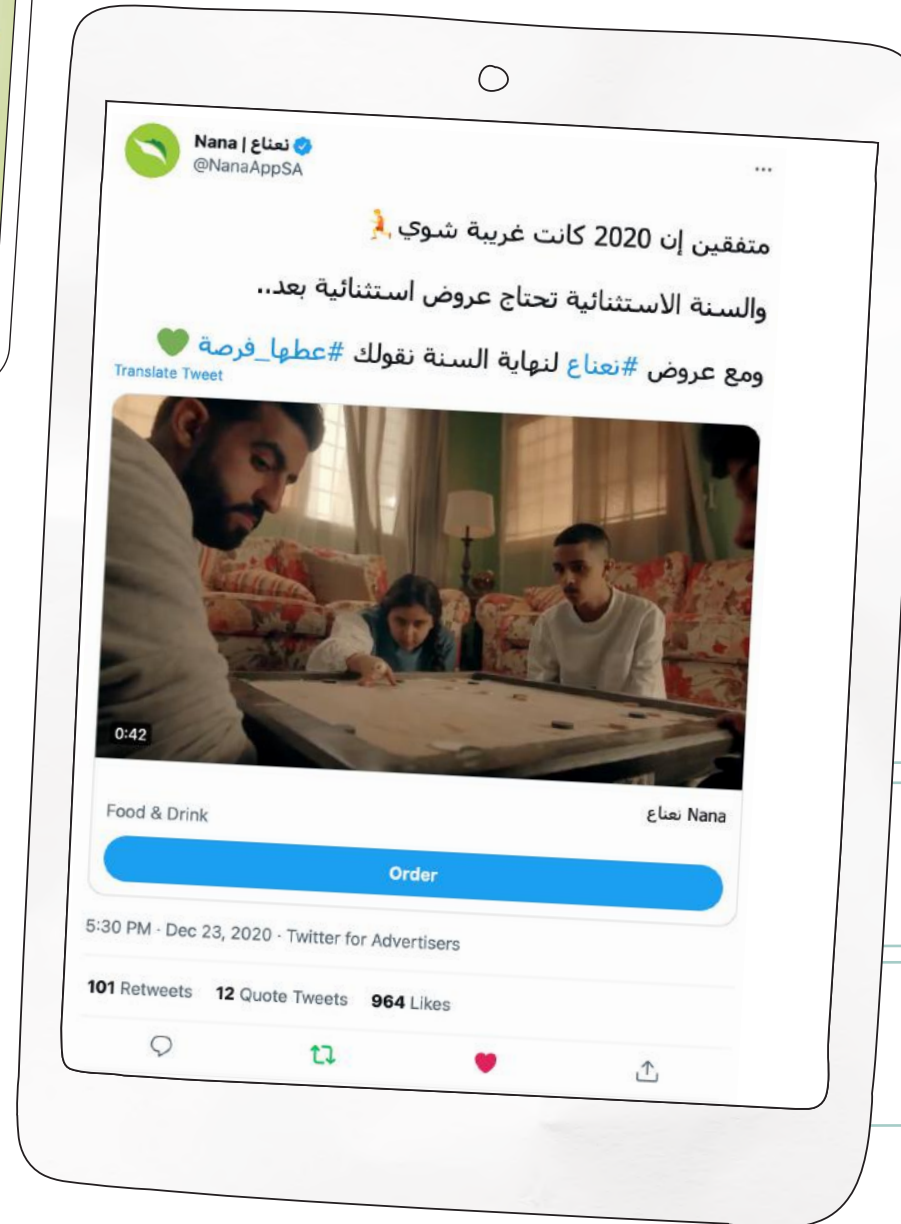 Nana | نعناع
@NanaAppSA
متفقين إن 2020 كانت غريبة شوي 🏃
والسنة الاستثنائية تحتاج عروض استثنائية بعد..
ومع عروض #نعناع لنهاية السنة نقولك #عطها_فرصة 💚
Translate Tweet
0:42
Nana نعناع
Food & Drink
Order
5:30 PM · Dec 23, 2020 · Twitter for Advertisers
101 Retweets 12 Quote Tweets 964 Likes